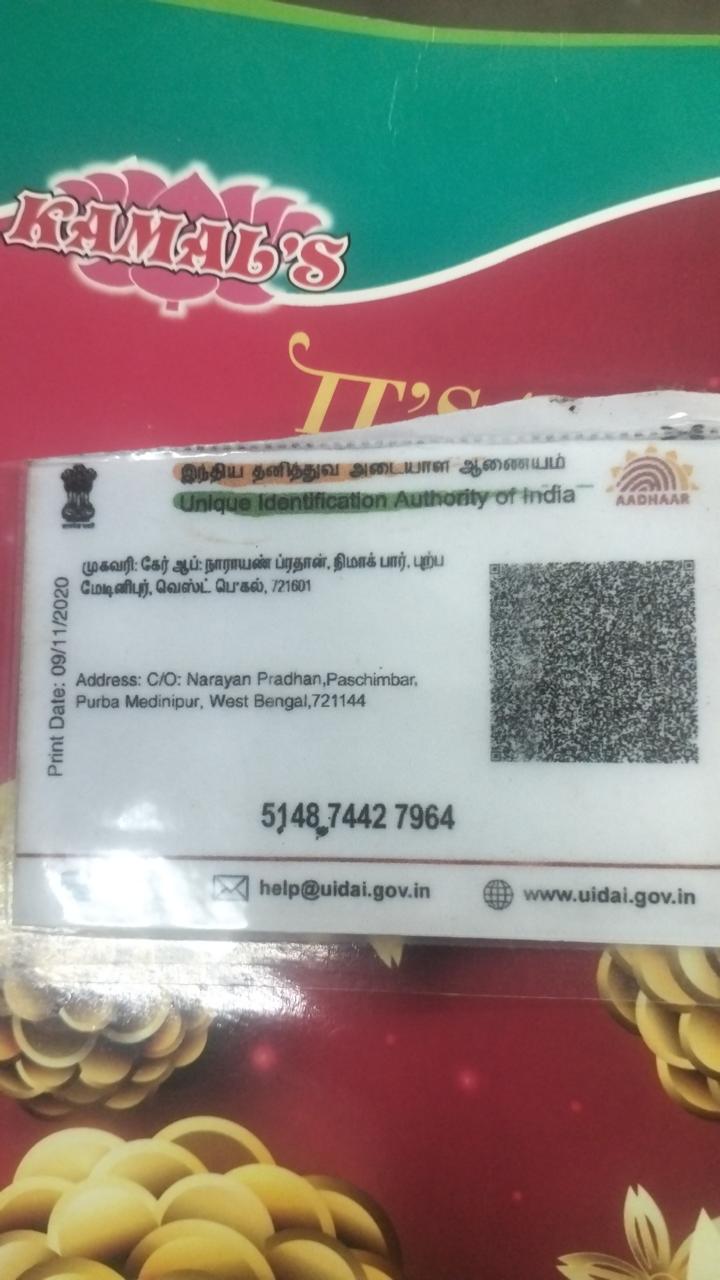 KAMAL'S
IT'S
இந்திய தனித்துவ அடையாள ஆணையம்
Unique Identification Authority of India
AADHAAR
முகவரி: கேர் ஆப்: நாராயண் ப்ரதான், நிமாக் பார், புற்ப
மேடினிபுர், வெஸ்ட் பெகல், 721601
Print Date: 09/11/2020
Address: C/O: Narayan Pradhan,Paschimbar,
Purba Medinipur, West Bengal,721144
5148 7442 7964
help@uidai.gov.in
www.uidai.gov.in